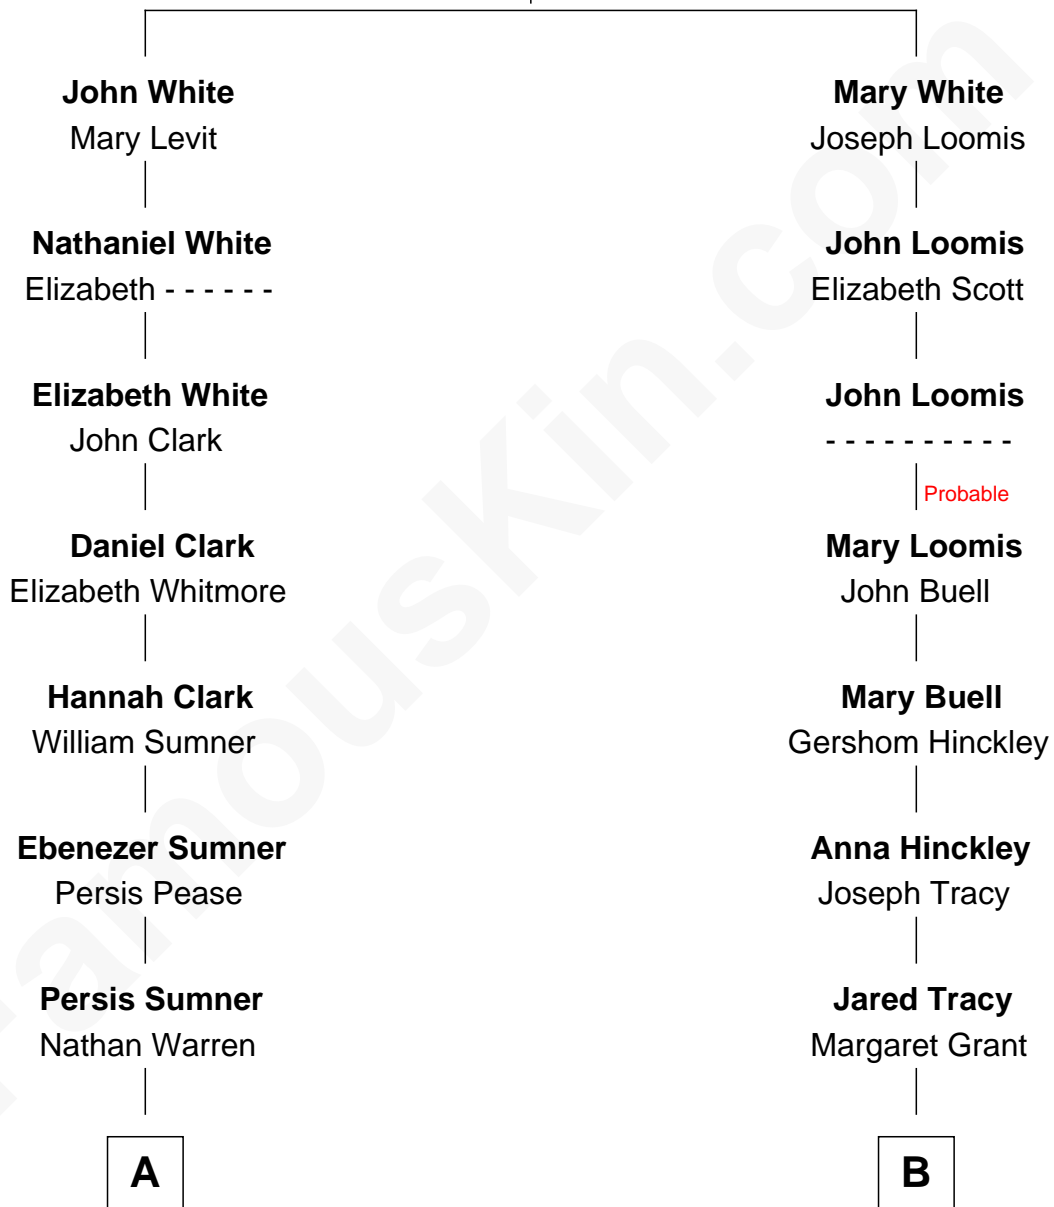 John White
Mary Levit
Nathaniel White
Elizabeth - - - - - -
Elizabeth White
John Clark
Daniel Clark
Elizabeth Whitmore
Hannah Clark
William Sumner
Ebenezer Sumner
Persis Pease
Persis Sumner
Nathan Warren
A
Mary White
Joseph Loomis
John Loomis
Elizabeth Scott
John Loomis
- - - - - - - - - -
Probable
Mary Loomis
John Buell
Mary Buell
Gershom Hinckley
Anna Hinckley
Joseph Tracy
Jared Tracy
Margaret Grant
B
FamousKin.com